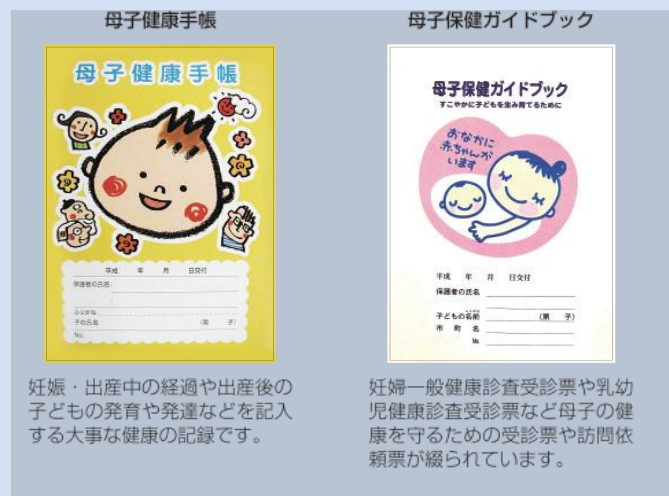 母子健康手帳
母子健康手帳
平成　年　月　日交付
保護者の氏名
ふりがな
子の氏名　（第　子）
No.
妊娠・出産中の経過や出産後の
子どもの発育や発達などを記入
する大事な健康の記録です。
母子保健ガイドブック
母子保健ガイドブック
すこやかに子どもを生み育てるために
おなかに
赤ちゃんが
います
平成　年　月　日交付
保護者の氏名
ふりがな
子どもの名前　（第　子）
市　町　名
№
妊婦一般健康診査受診票や乳幼
児健康診査受診票など母子の健
康を守るための受診票や訪問依
頼票が綴られています。